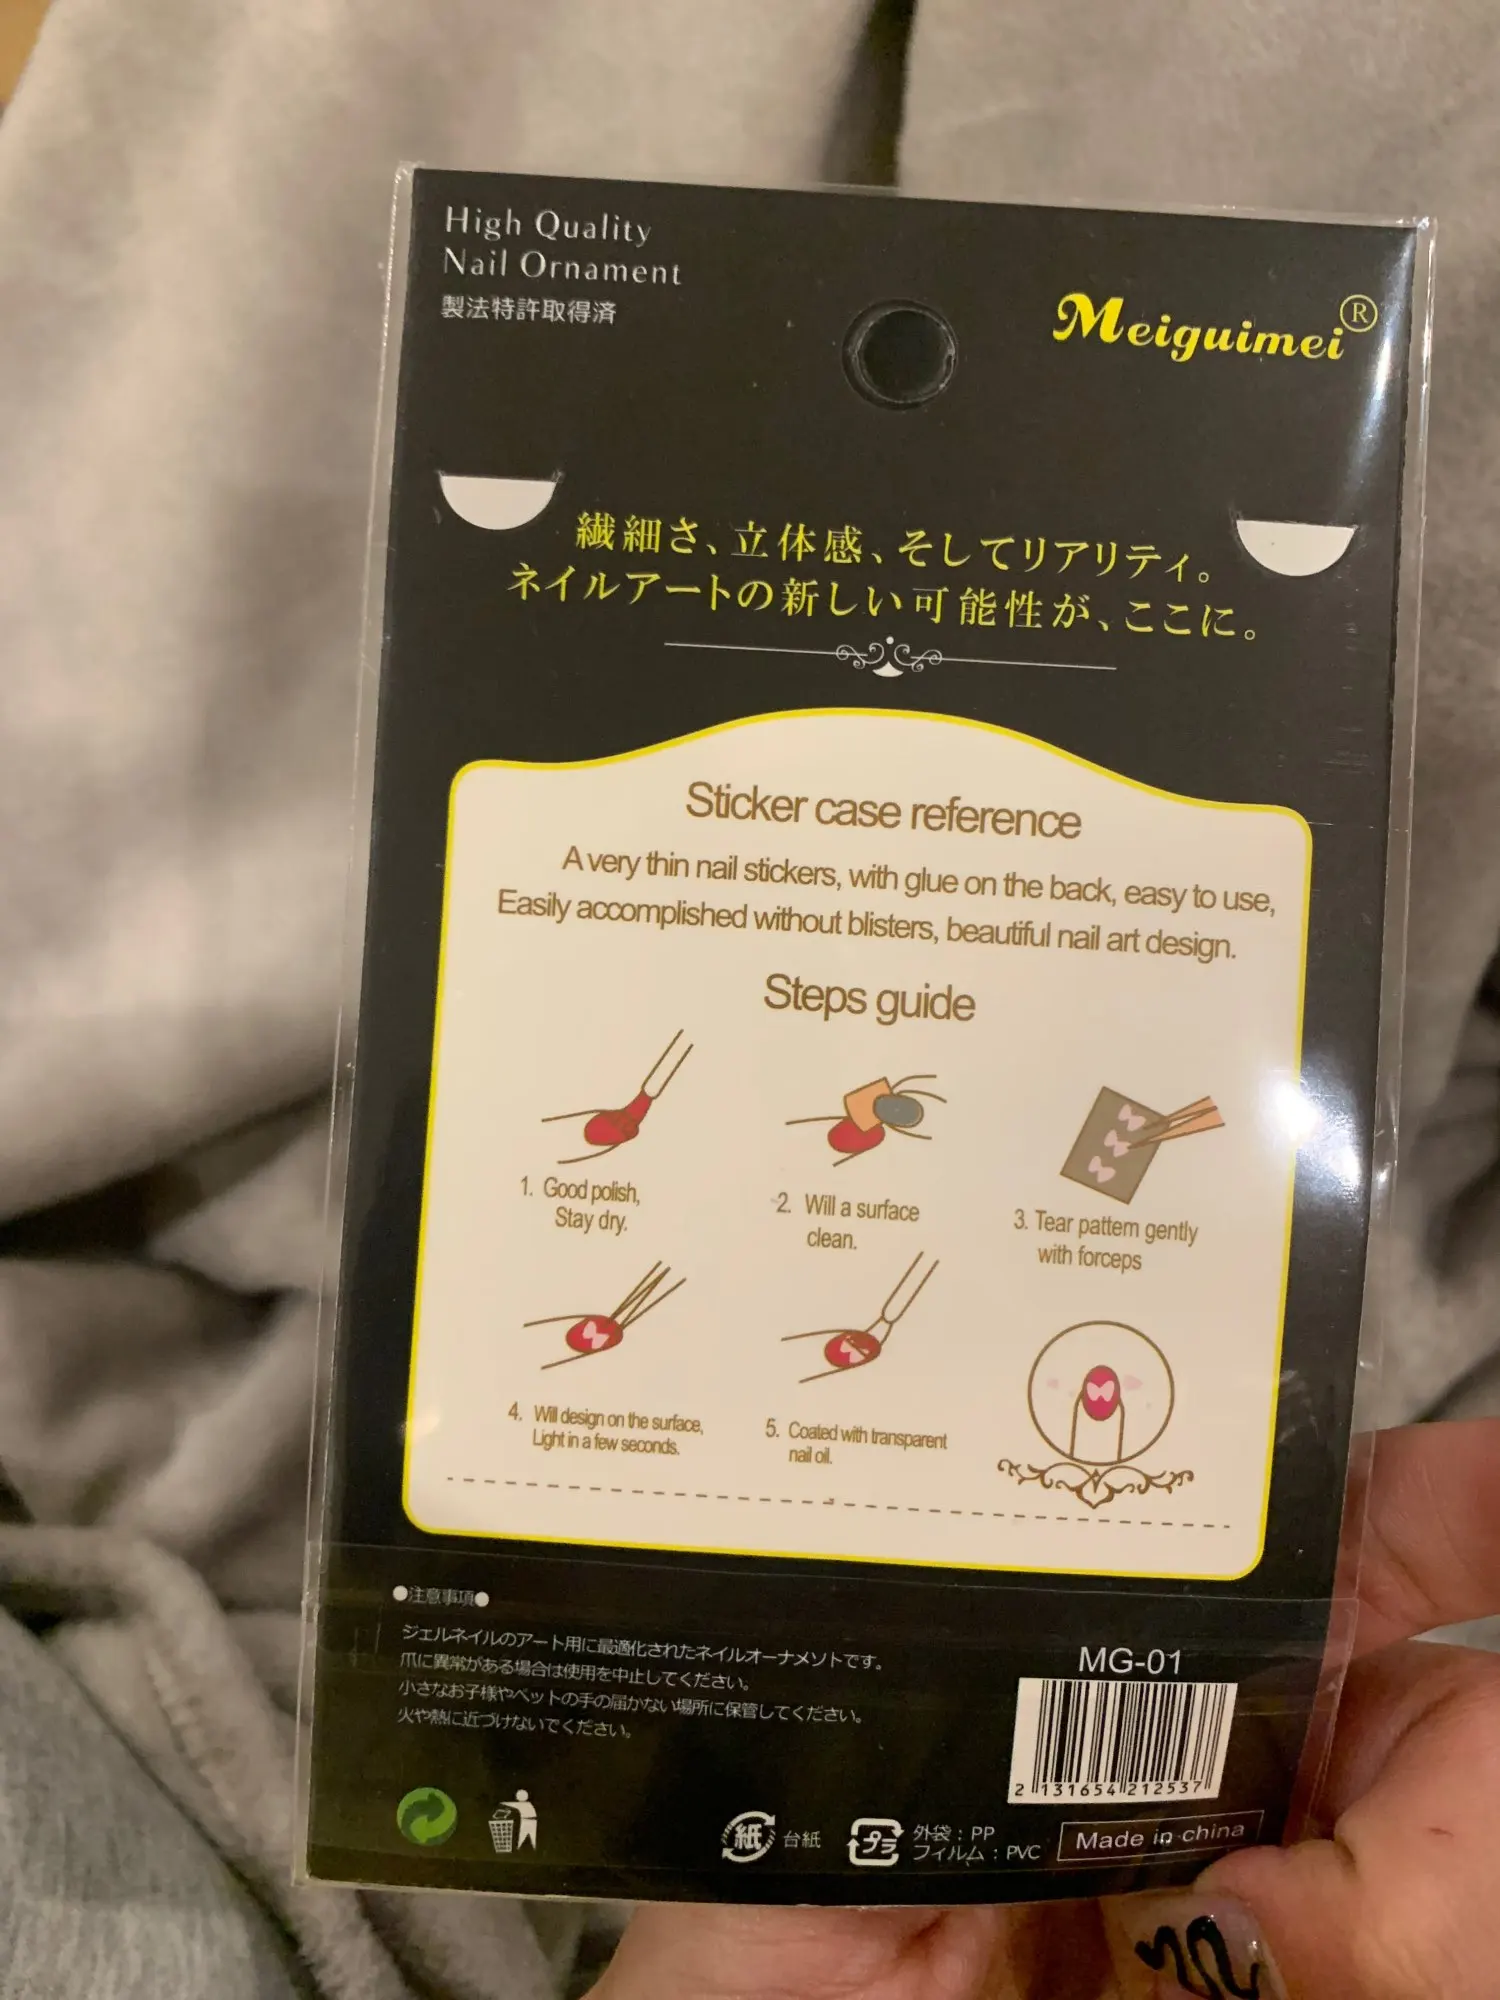 High Quality
Nail Ornament
製法特許取得済
Meiguimei®
繊細さ、立体感、そしてリアリティ。
ネイルアートの新しい可能性が、ここに。
Sticker case reference
A very thin nail stickers, with glue on the back, easy to use,
Easily accomplished without blisters, beautiful nail art design.
Steps guide
1. Good polish,
Stay dry.
2. Will a surface
clean.
3. Tear pattern gently
with forceps
4. Will design on the surface,
Light in a few seconds.
5. Coated with transparent
nail oil.
●注意事項●
ジェルネイルのアート用に最適化されたネイルオーナメソトです。
爪に異常がある場合は使用を中止してください。
小さなお子様やペットの手の届かない場所に保管してください。
火や熱に近づけないでください。
MG-01
2 131654 212537
紙 台紙
プラ 外袋：PP
フィルム：PVC
Made in china